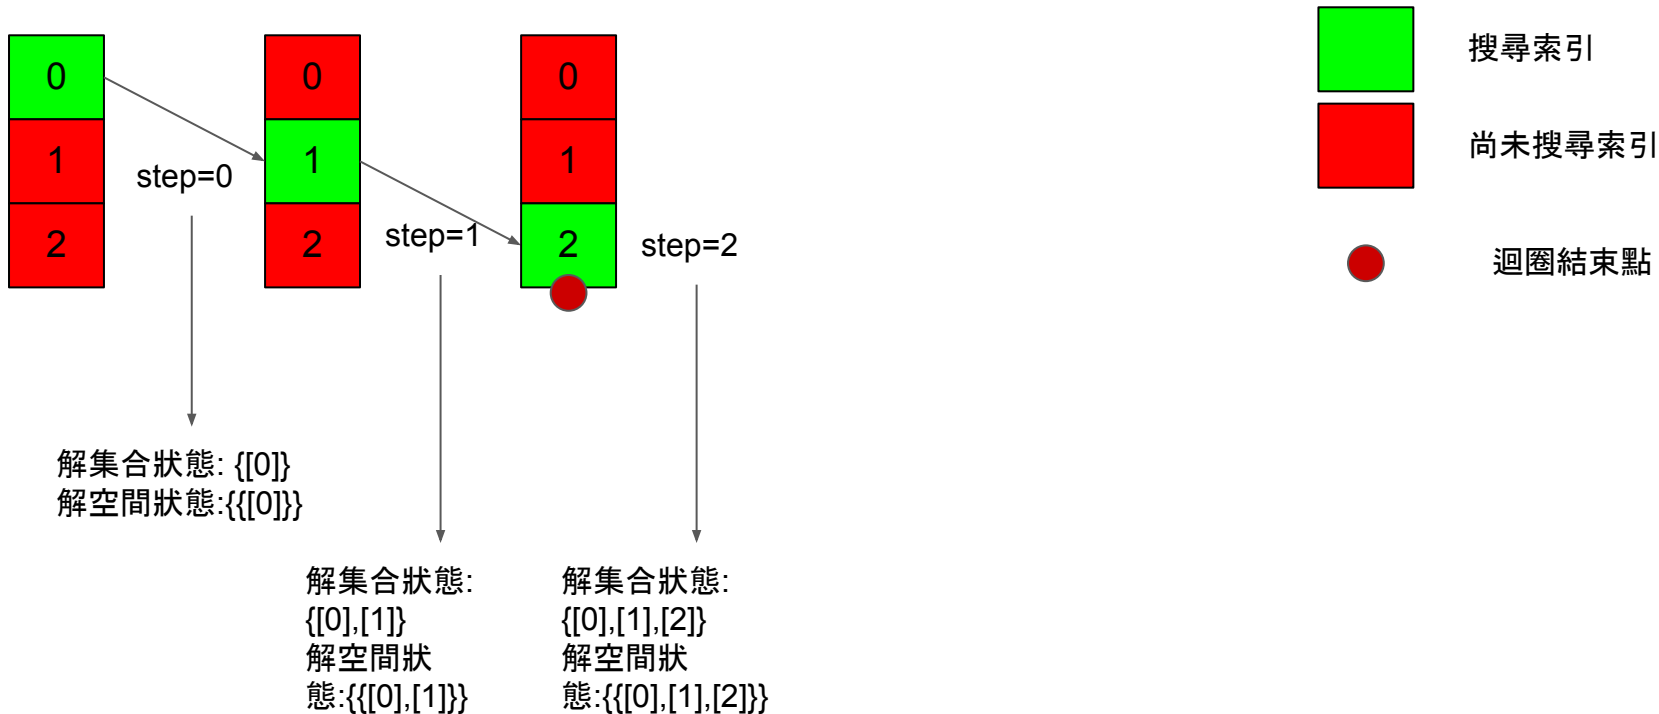 0
1
2
step=0
0
1
2
step=1
0
1
2
step=2
搜尋索引
尚未搜尋索引
迴圈結束點
解集合狀態: {[0]}
解空間狀態:{{[0]}}
解集合狀態:
{[0],[1]}
解空間狀
態:{{[0],[1]}}
解集合狀態:
{[0],[1],[2]}
解空間狀
態:{{[0],[1],[2]}}